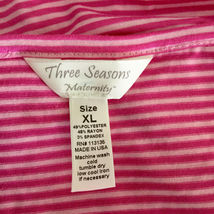 Three Seasons
Maternity™
Size
XL
49%POLYESTER
48% RAYON
3% SPANDEX
RN# 113136
MADE IN USA
Machine wash
cold
tumble dry
low cool iron
if necessary